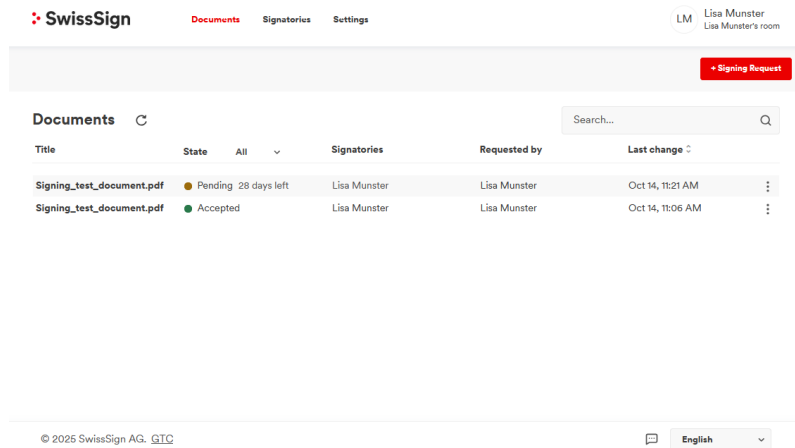 SwissSign Documents Signatories Settings LM Lisa Munster
Lisa Munster's room
+ Signing Request
Documents Search...
Title State All Signatories Requested by Last change
Signing_test_document.pdf Pending 28 days left Lisa Munster Lisa Munster Oct 14, 11:21 AM
Signing_test_document.pdf Accepted Lisa Munster Lisa Munster Oct 14, 11:06 AM
© 2025 SwissSign AG. GTC English